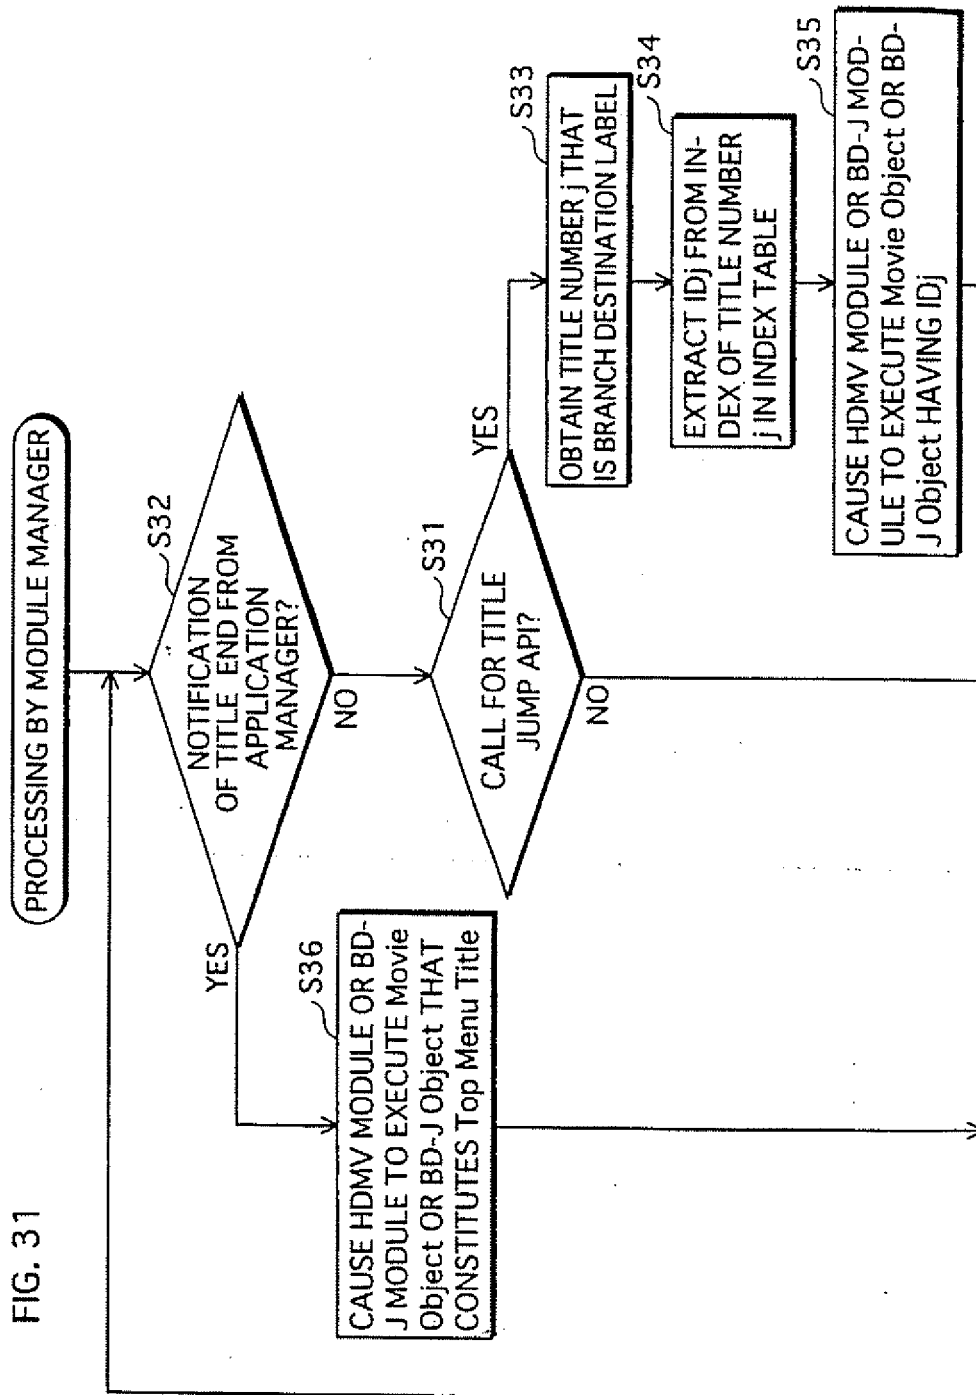 FIG. 31
PROCESSING BY MODULE MANAGER
S32
NOTIFICATION
OF TITLE END FROM
APPLICATION
MANAGER?
YES
NO
S36
CAUSE HDMV MODULE OR BD-
J MODULE TO EXECUTE Movie
Object OR BD-J Object THAT
CONSTITUTES Top Menu Title
S31
CALL FOR TITLE
JUMP API?
YES
NO
S33
OBTAIN TITLE NUMBER j THAT
IS BRANCH DESTINATION LABEL
S34
EXTRACT IDj FROM IN-
DEX OF TITLE NUMBER
j IN INDEX TABLE
S35
CAUSE HDMV MODULE OR BD-J MOD-
ULE TO EXECUTE Movie Object OR BD-
J Object HAVING IDj